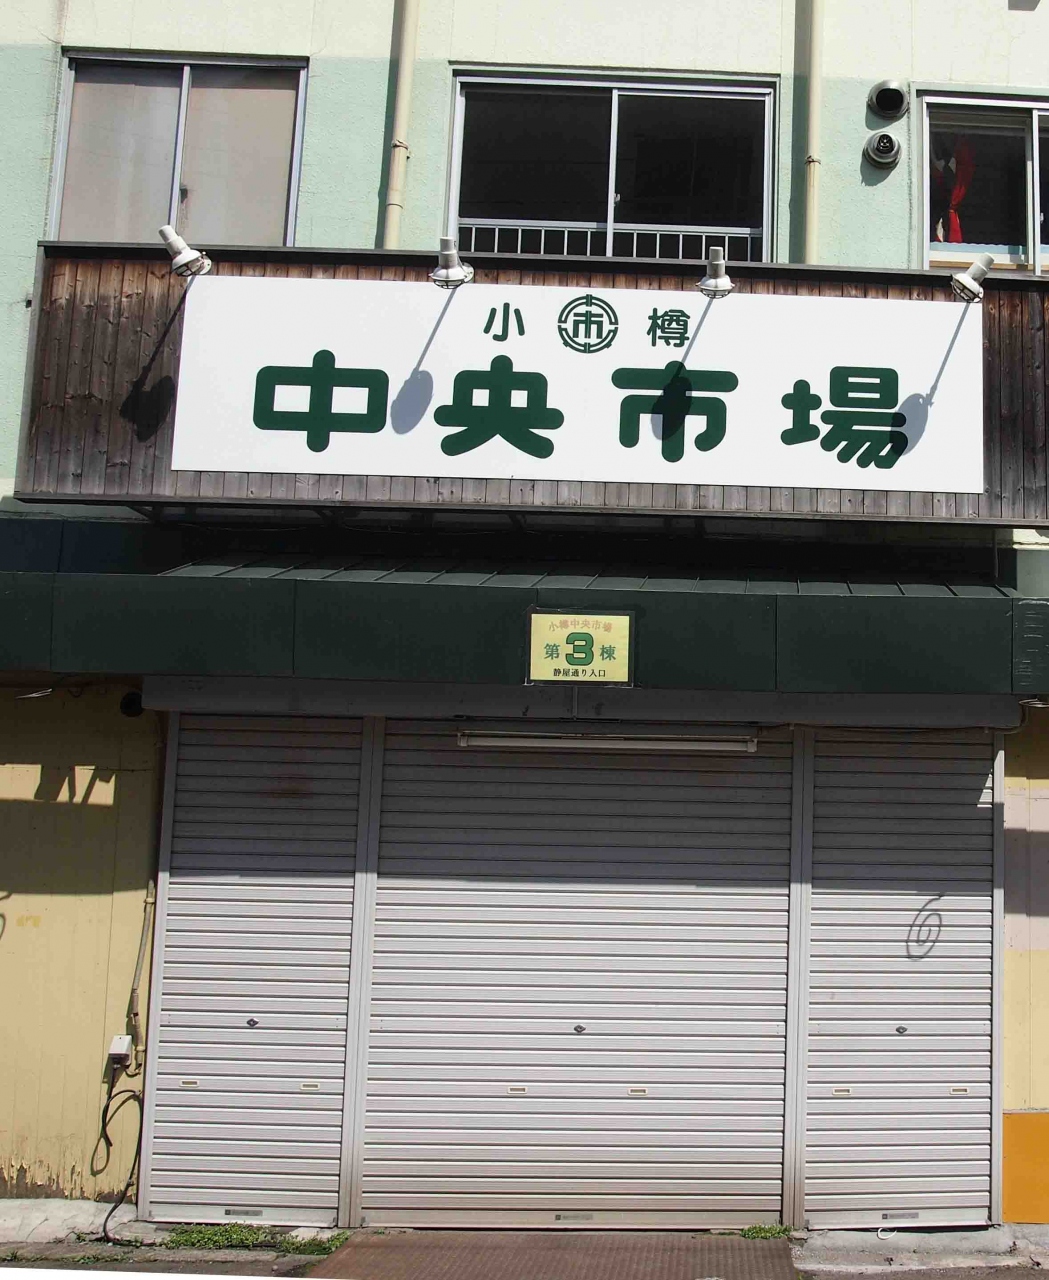 小 市 樽
中央市場
小樽中央市場
第3棟
静屋通り入口